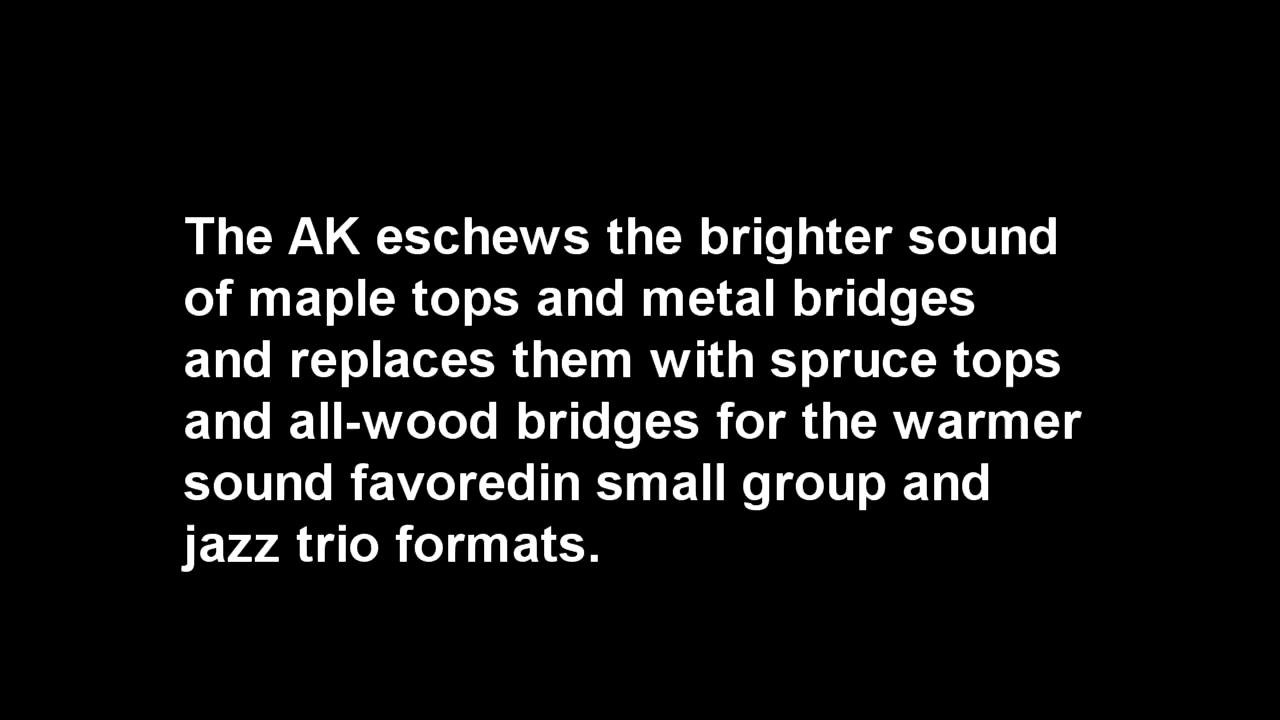 The AK eschews the brighter sound
of maple tops and metal bridges
and replaces them with spruce tops
and all-wood bridges for the warmer
sound favoredin small group and
jazz trio formats.